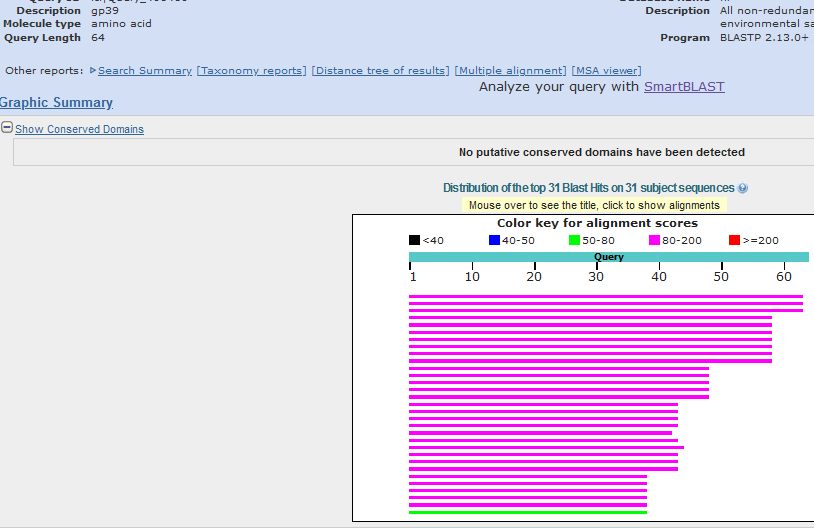 Description gp39
Description All non-redundan
Molecule type amino acid
environmental sa
Query Length 64
Program BLASTP 2.13.0+
Other reports: Search Summary [Taxonomy reports] [Distance tree of results] [Multiple alignment] [MSA viewer]
Analyze your query with SmartBLAST
Graphic Summary
Show Conserved Domains
No putative conserved domains have been detected
Distribution of the top 31 Blast Hits on 31 subject sequences
Mouse over to see the title, click to show alignments
Color key for alignment scores
<40 40-50 50-80 80-200 >=200
Query
1 10 20 30 40 50 60